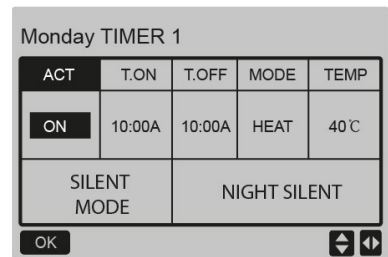 Monday TIMER 1
ACT T.ON T.OFF MODE TEMP
ON 10:00A 10:00A HEAT 40℃
SILENT
MODE
NIGHT SILENT
OK